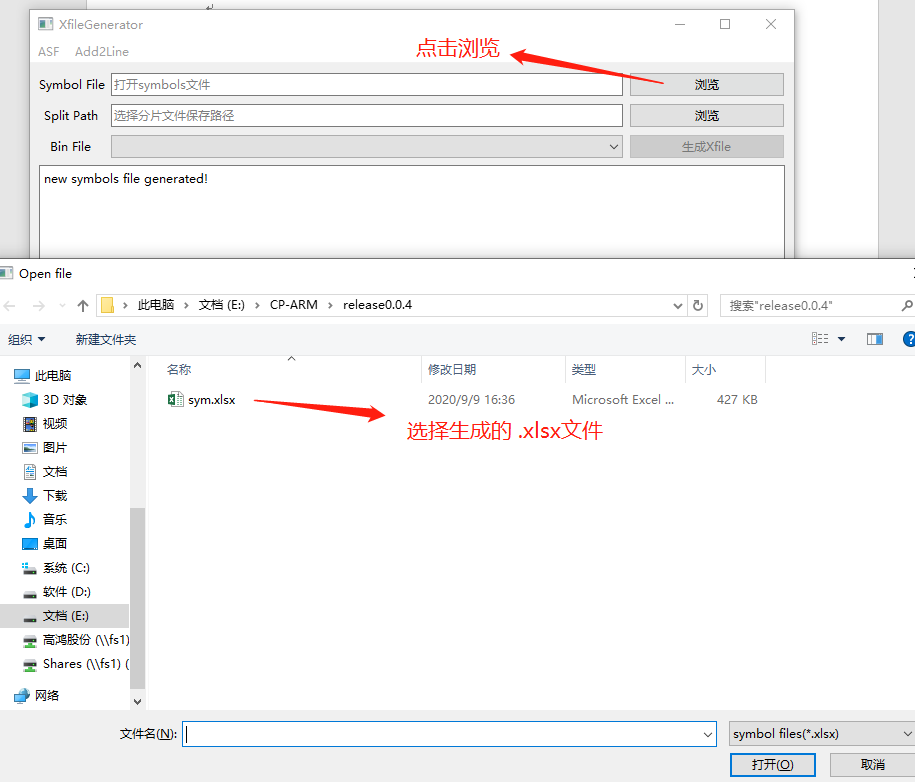 XfileGenerator
ASF Add2Line
点击浏览
Symbol File 打开symbols文件 浏览
Split Path 选择分片文件保存路径 浏览
Bin File 生成Xfile
new symbols file generated!
Open file
此电脑 文档 (E:) CP-ARM release0.0.4 搜索"release0.0.4"
组织 新建文件夹
名称 修改日期 类型 大小
sym.xlsx 2020/9/9 16:36 Microsoft Excel ... 427 KB
选择生成的 .xlsx文件
此电脑
3D 对象
视频
图片
文档
下载
音乐
桌面
系统 (C:)
软件 (D:)
文档 (E:)
高鸿股份 (\\fs1)
Shares (\\fs1) (
网络
文件名(N): symbol files(*.xlsx)
打开(O) 取消